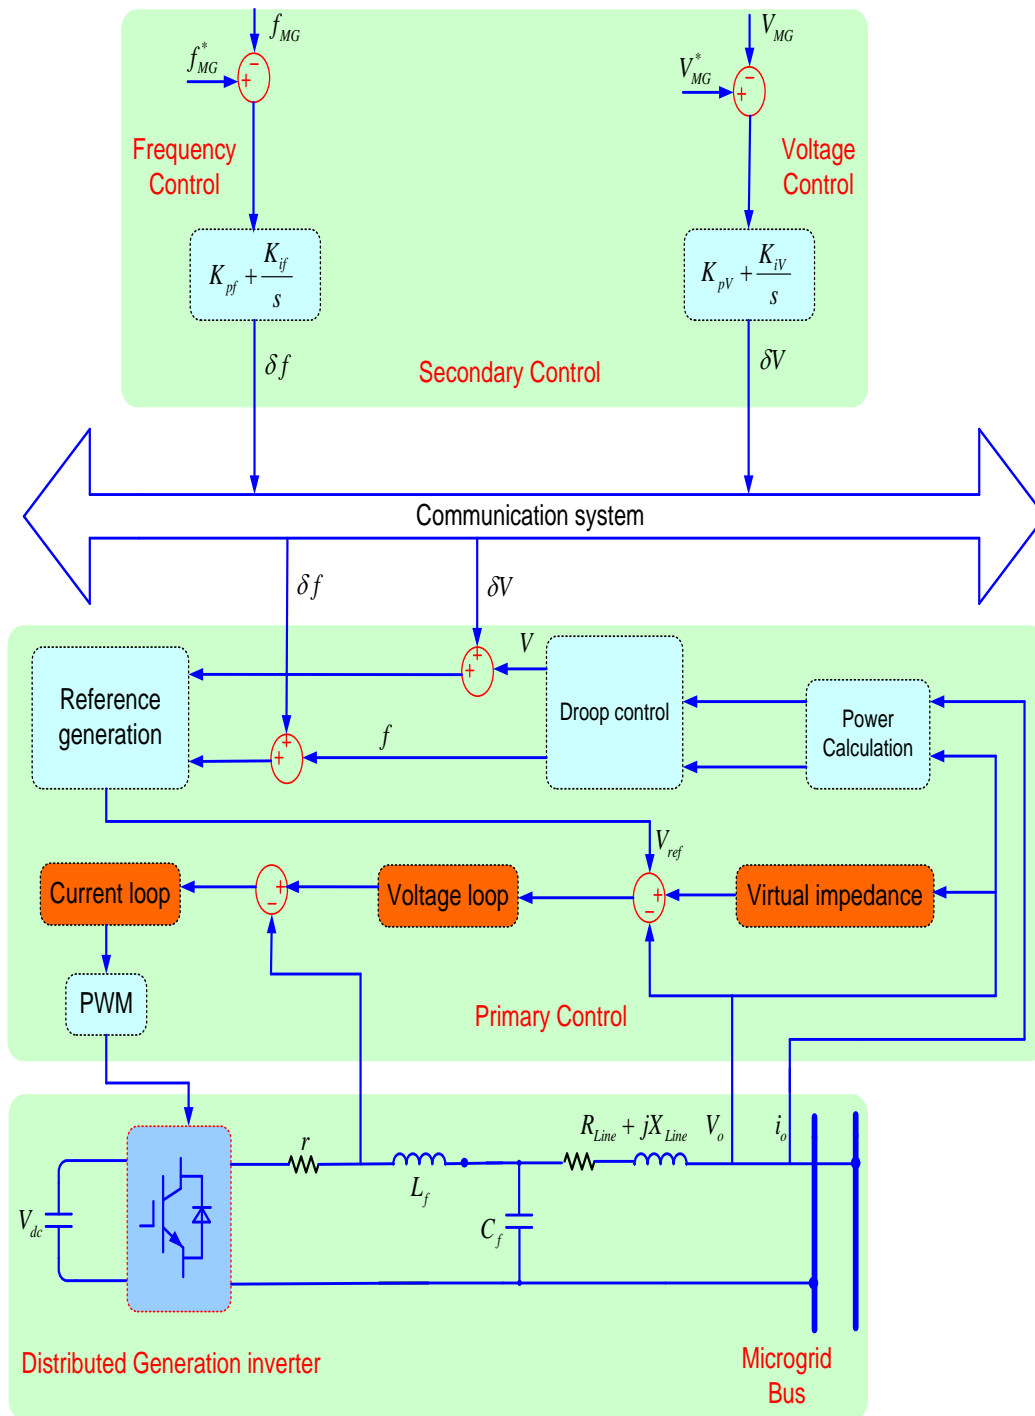 f_MG
V_MG
f*_MG
V*_MG
−
+
−
+
Frequency
Control
Voltage
Control
K_pf + K_if/s
K_pV + K_iV/s
δf
δV
Secondary Control
Communication system
δf
δV
V
+
+
Reference
generation
Droop control
Power
Calculation
f
+
+
V_ref
Current loop
+
−
Voltage loop
+
−
Virtual impedance
PWM
Primary Control
R_Line + jX_Line
V_o
i_o
r
L_f
V_dc
C_f
Distributed Generation inverter
Microgrid
Bus